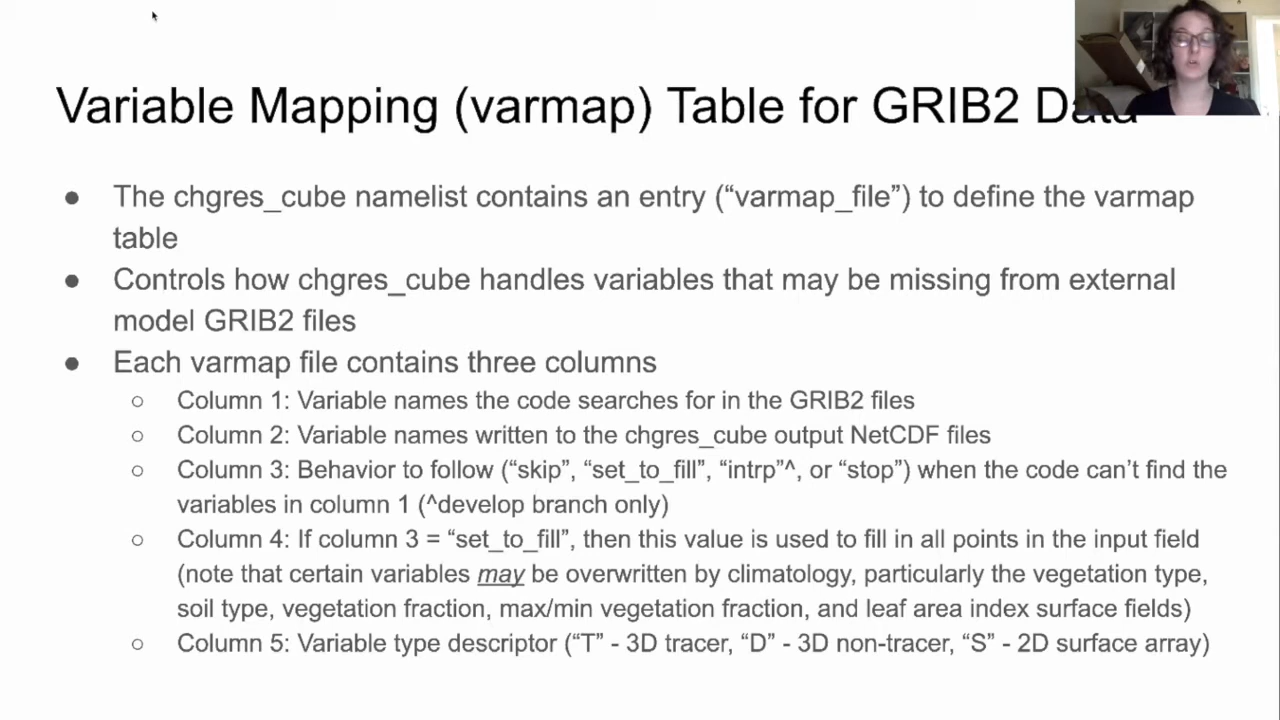 Variable Mapping (varmap) Table for GRIB2 Data
● The chgres_cube namelist contains an entry (“varmap_file”) to define the varmap
table
● Controls how chgres_cube handles variables that may be missing from external
model GRIB2 files
● Each varmap file contains three columns
○ Column 1: Variable names the code searches for in the GRIB2 files
○ Column 2: Variable names written to the chgres_cube output NetCDF files
○ Column 3: Behavior to follow (“skip”, “set_to_fill”, “intrp”^, or “stop”) when the code can’t find the
variables in column 1 (^develop branch only)
○ Column 4: If column 3 = “set_to_fill”, then this value is used to fill in all points in the input field
(note that certain variables may be overwritten by climatology, particularly the vegetation type,
soil type, vegetation fraction, max/min vegetation fraction, and leaf area index surface fields)
○ Column 5: Variable type descriptor (“T” - 3D tracer, “D” - 3D non-tracer, “S” - 2D surface array)